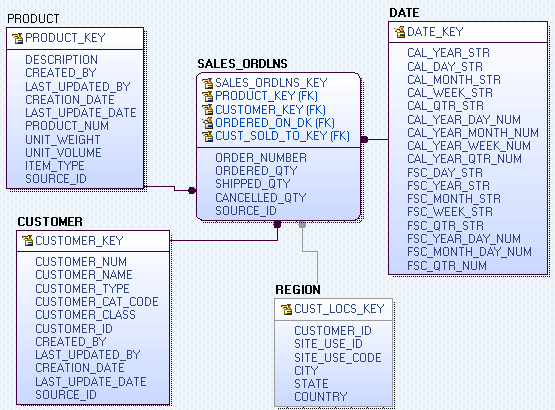 PRODUCT
PRODUCT_KEY
DESCRIPTION
CREATED_BY
LAST_UPDATED_BY
CREATION_DATE
LAST_UPDATE_DATE
PRODUCT_NUM
UNIT_WEIGHT
UNIT_VOLUME
ITEM_TYPE
SOURCE_ID
SALES_ORDLNS
SALES_ORDLNS_KEY
PRODUCT_KEY (FK)
CUSTOMER_KEY (FK)
ORDERED_ON_DK (FK)
CUST_SOLD_TO_KEY (FK)
ORDER_NUMBER
ORDERED_QTY
SHIPPED_QTY
CANCELLED_QTY
SOURCE_ID
DATE
DATE_KEY
CAL_YEAR_STR
CAL_DAY_STR
CAL_MONTH_STR
CAL_WEEK_STR
CAL_QTR_STR
CAL_YEAR_DAY_NUM
CAL_YEAR_MONTH_NUM
CAL_YEAR_WEEK_NUM
CAL_YEAR_QTR_NUM
FSC_DAY_STR
FSC_YEAR_STR
FSC_MONTH_STR
FSC_WEEK_STR
FSC_QTR_STR
FSC_YEAR_DAY_NUM
FSC_MONTH_DAY_NUM
FSC_QTR_NUM
CUSTOMER
CUSTOMER_KEY
CUSTOMER_NUM
CUSTOMER_NAME
CUSTOMER_TYPE
CUSTOMER_CAT_CODE
CUSTOMER_CLASS
CUSTOMER_ID
CREATED_BY
LAST_UPDATED_BY
CREATION_DATE
LAST_UPDATE_DATE
SOURCE_ID
REGION
CUST_LOCS_KEY
CUSTOMER_ID
SITE_USE_ID
SITE_USE_CODE
CITY
STATE
COUNTRY